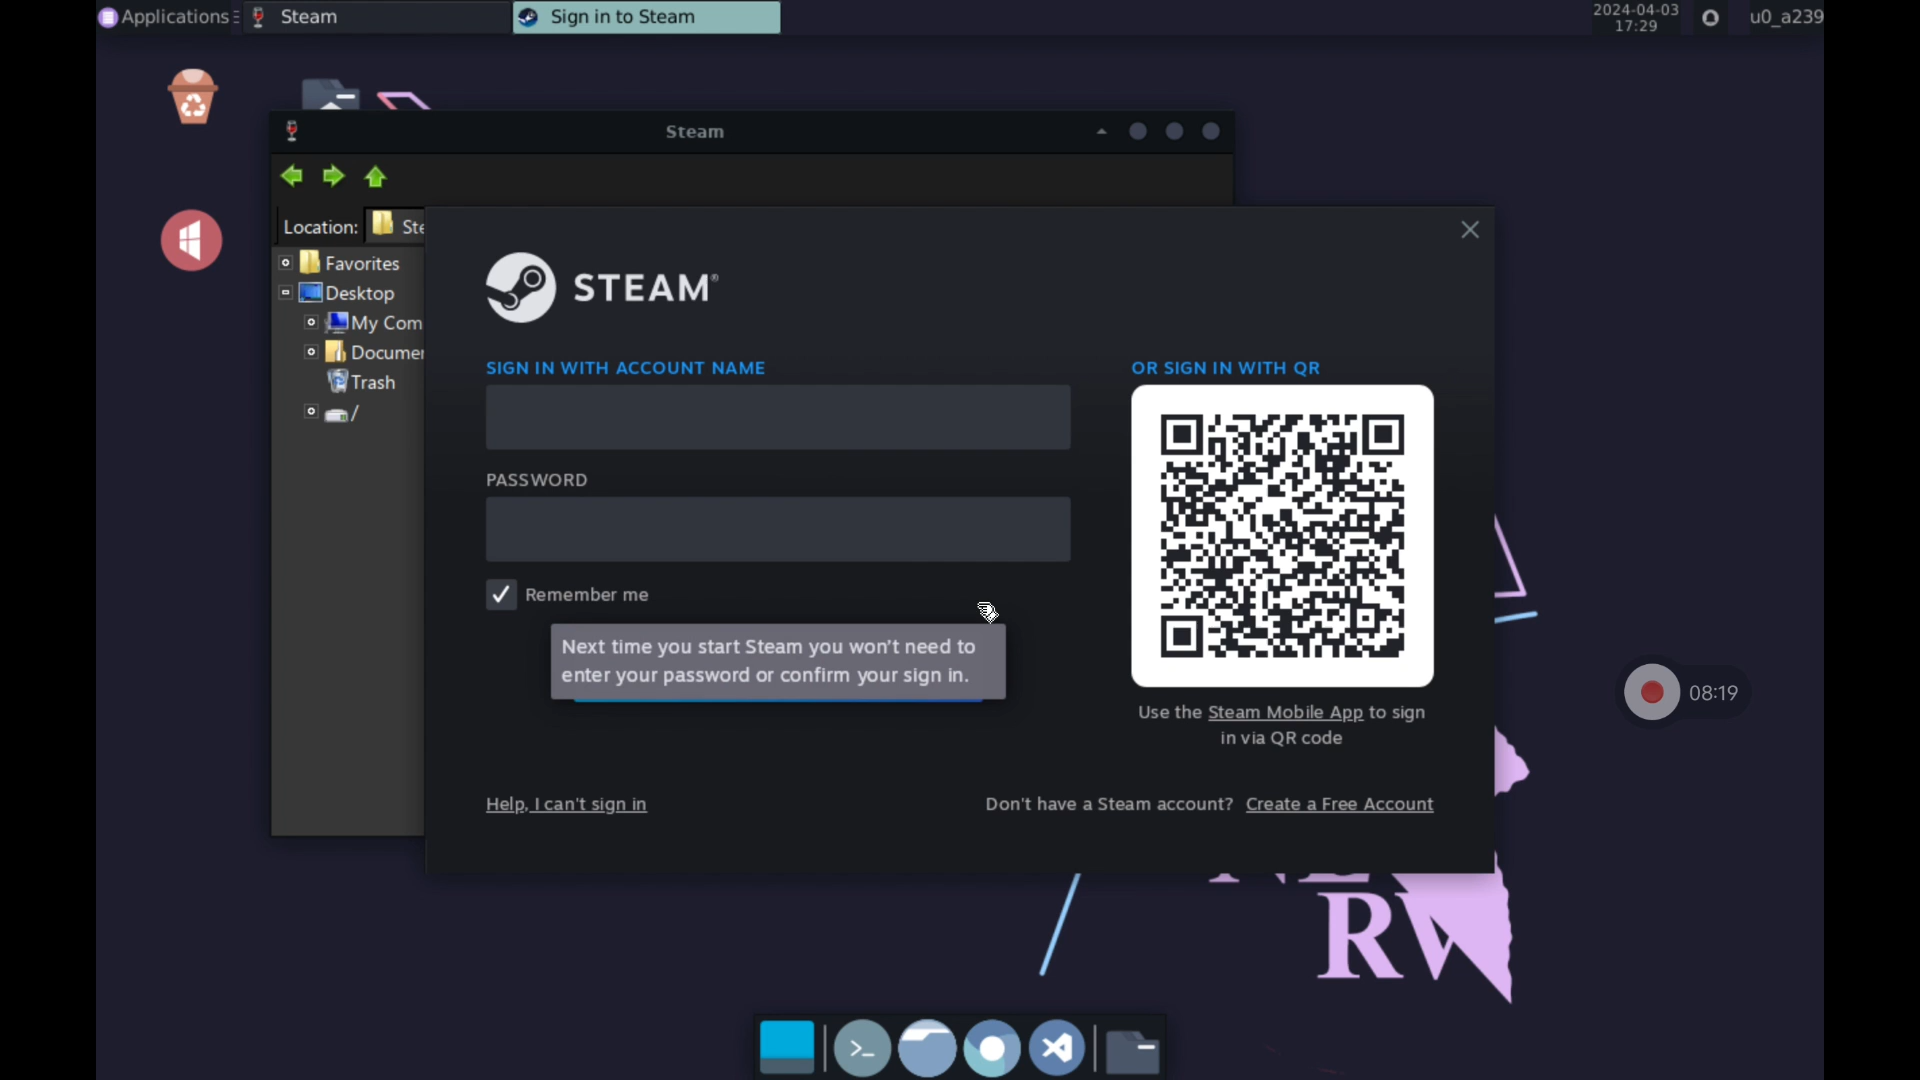 Applications
Steam
Sign in to Steam
2024-04-03
17:29
u0_a239
Steam
Location:
Ste
Favorites
Desktop
My Com
Documen
Trash
/
STEAM®
SIGN IN WITH ACCOUNT NAME
OR SIGN IN WITH QR
PASSWORD
Remember me
Next time you start Steam you won't need to
enter your password or confirm your sign in.
Use the Steam Mobile App to sign
in via QR code
08:19
Help, I can't sign in
Don't have a Steam account? Create a Free Account
RV